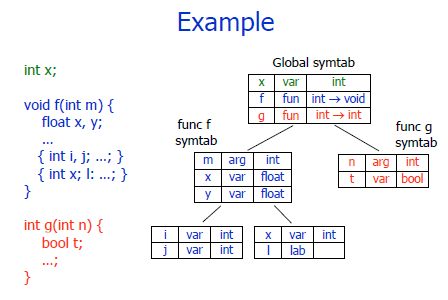 Example
int x;
void f(int m) {
float x, y;
...
{ int i, j; ...; }
{ int x; l: ...; }
}
int g(int n) {
bool t;
...;
}
Global symtab
x var int
f fun int → void
g fun int → int
func f
symtab
m arg int
x var float
y var float
func g
symtab
n arg int
t var bool
i var int
j var int
x var int
l lab